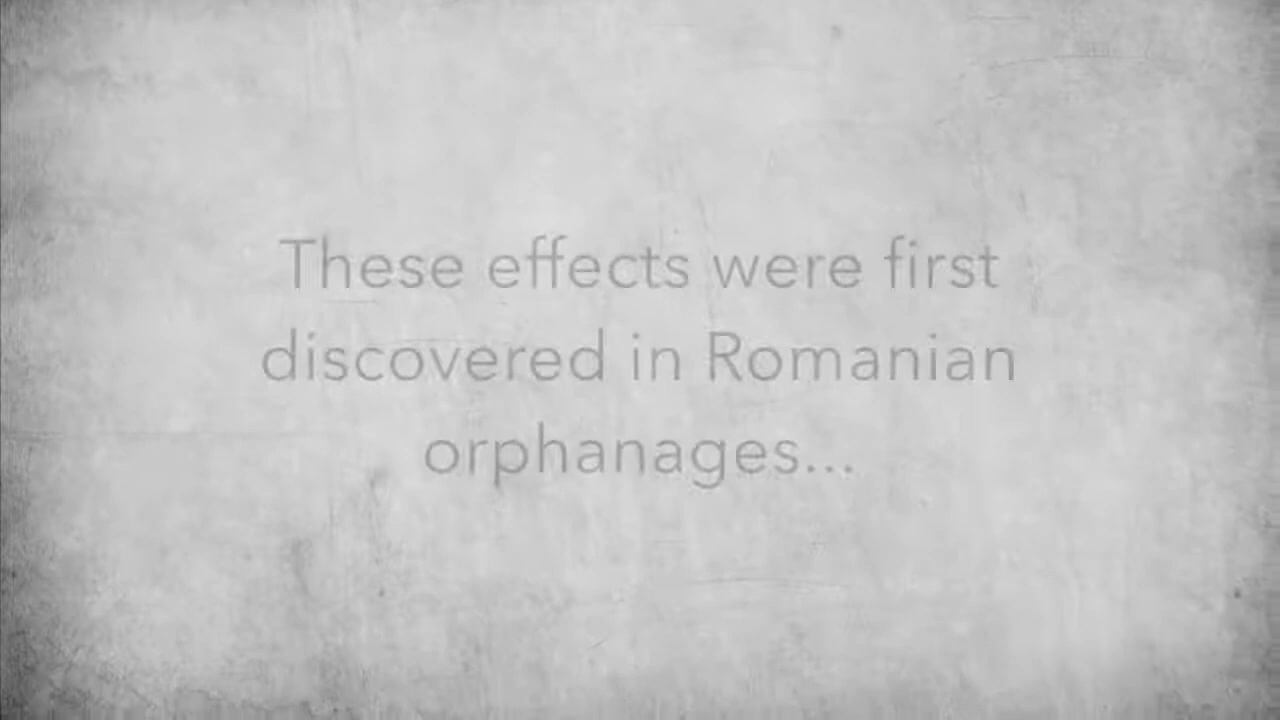 These effects were first
discovered in Romanian
orphanages...